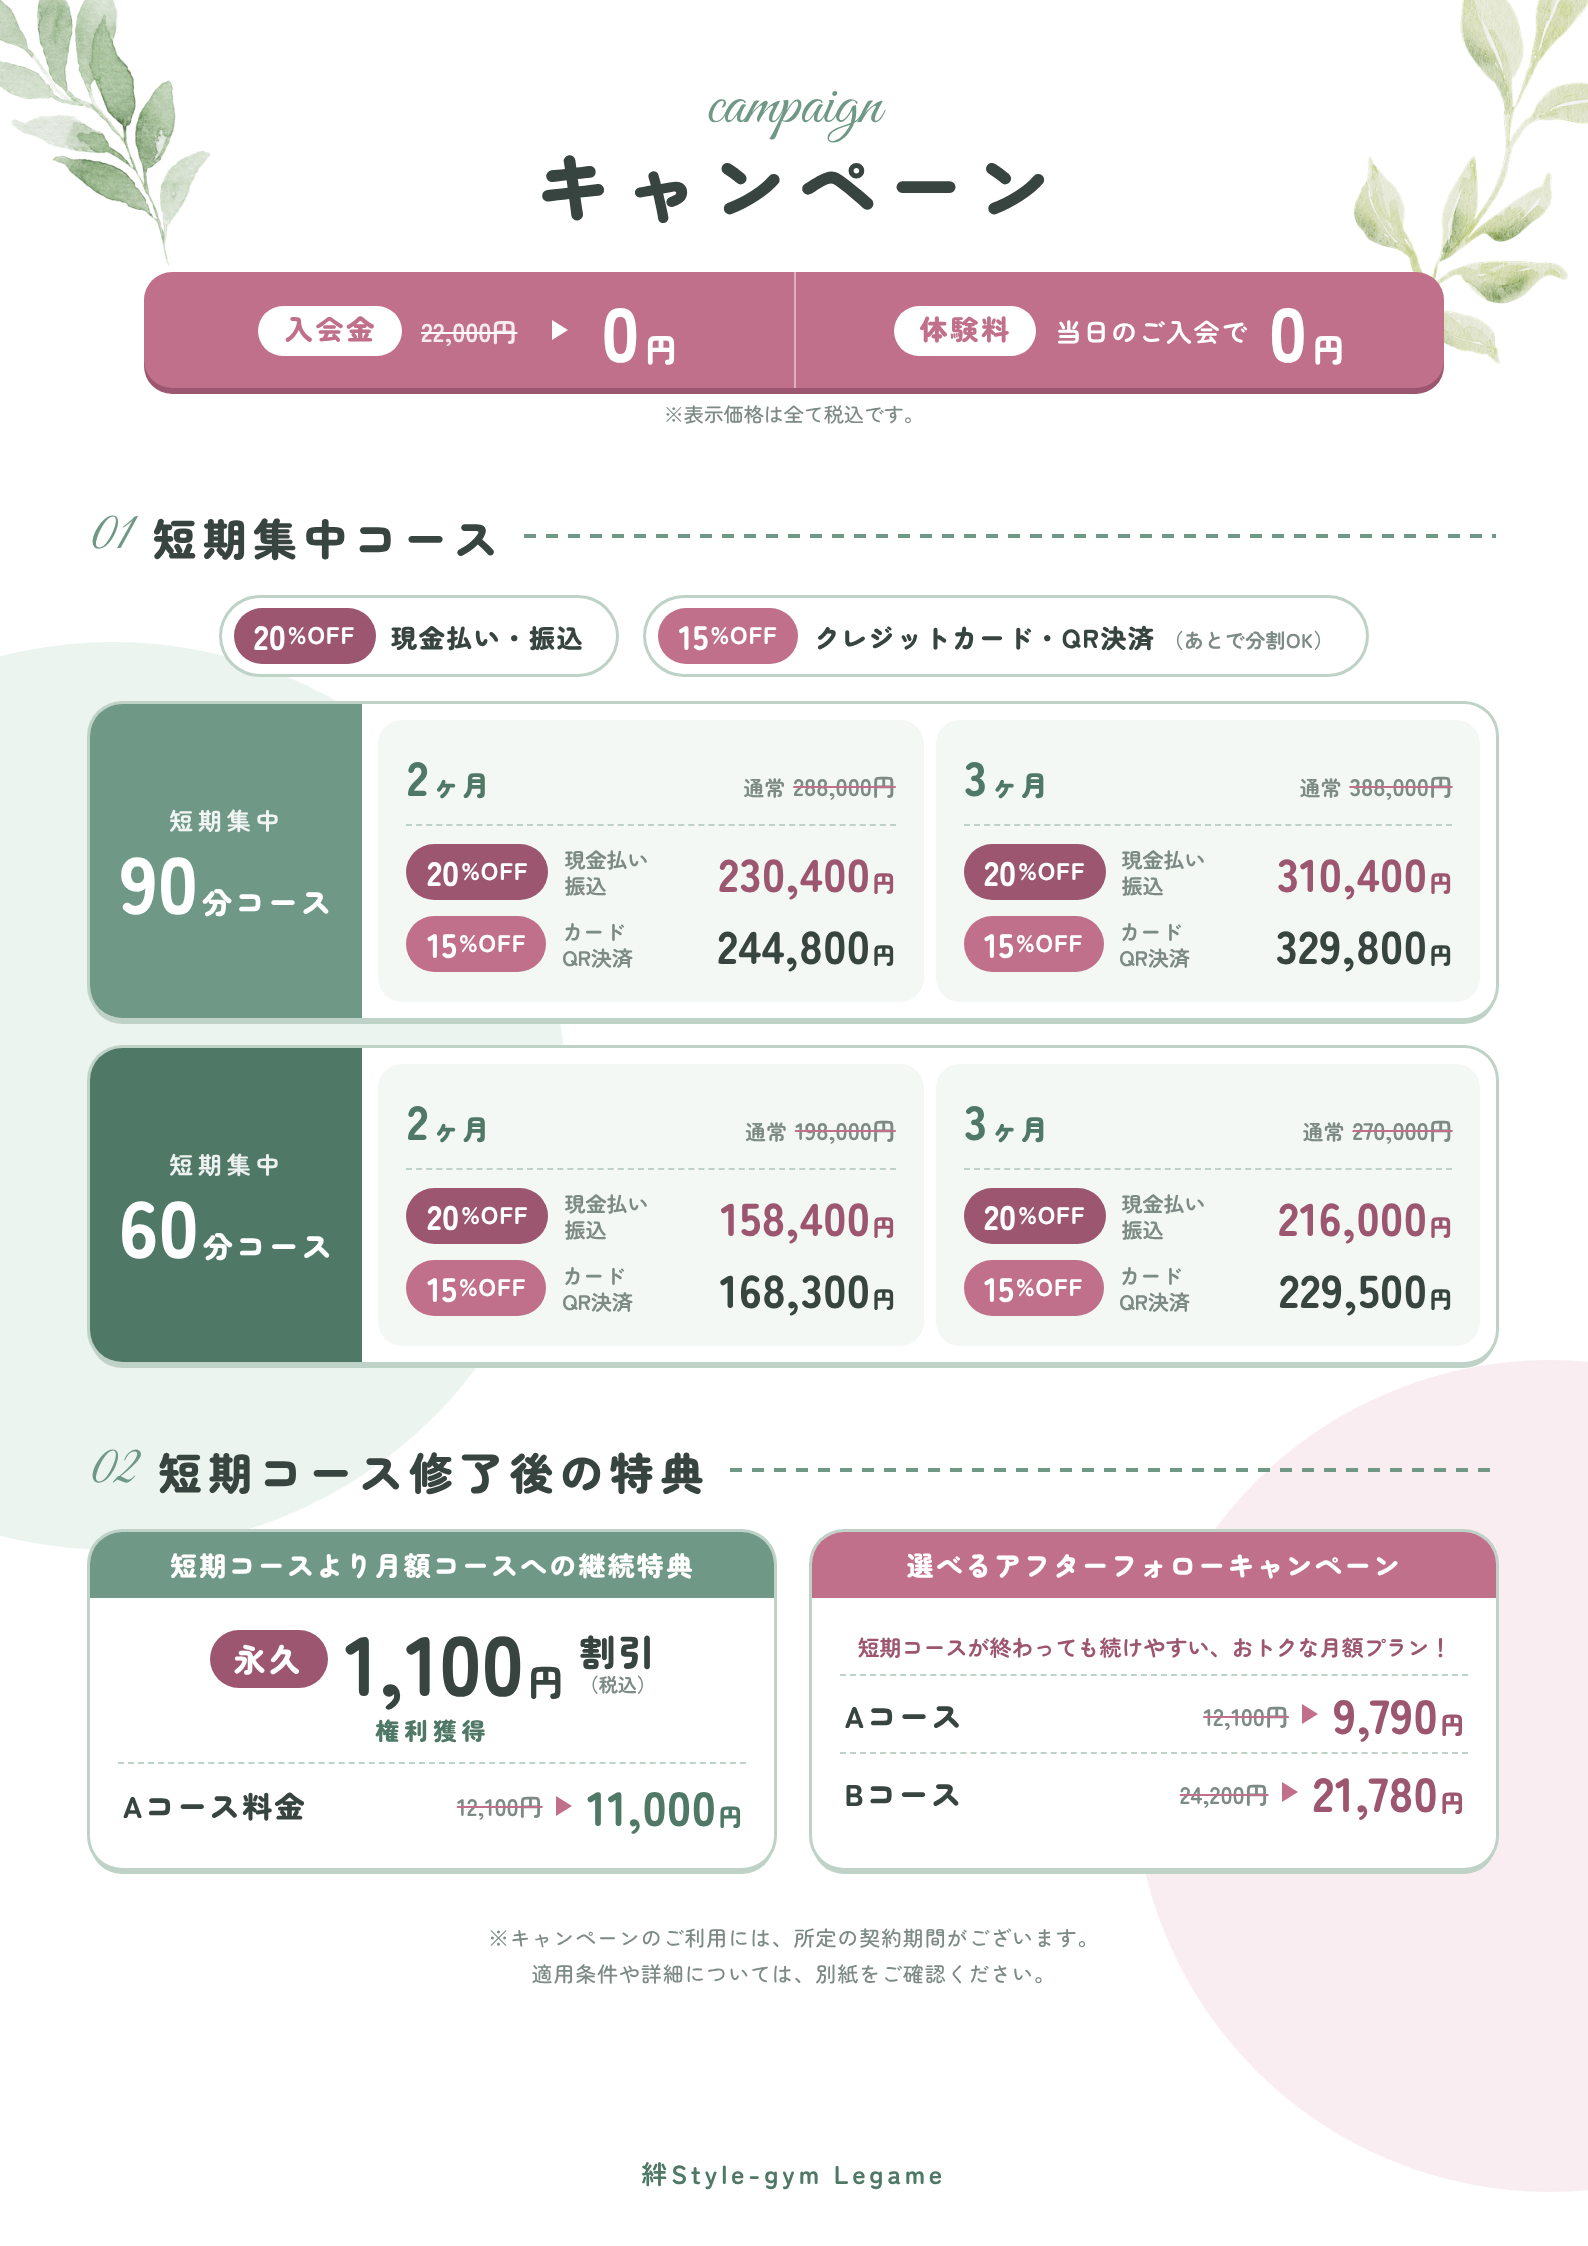 campaign
キャンペーン
入会金 22,000円 ▶ 0円
体験料 当日のご入会で 0円
※表示価格は全て税込です。
01 短期集中コース
20%OFF 現金払い・振込
15%OFF クレジットカード・QR決済 （あとで分割OK）
短期集中
90分コース
2ヶ月 通常 288,000円
20%OFF 現金払い 振込 230,400円
15%OFF カード QR決済 244,800円
3ヶ月 通常 388,000円
20%OFF 現金払い 振込 310,400円
15%OFF カード QR決済 329,800円
短期集中
60分コース
2ヶ月 通常 198,000円
20%OFF 現金払い 振込 158,400円
15%OFF カード QR決済 168,300円
3ヶ月 通常 270,000円
20%OFF 現金払い 振込 216,000円
15%OFF カード QR決済 229,500円
02 短期コース修了後の特典
短期コースより月額コースへの継続特典
永久 1,100円 割引 （税込）
権利獲得
Aコース料金 12,100円 ▶ 11,000円
選べるアフターフォローキャンペーン
短期コースが終わっても続けやすい、おトクな月額プラン！
Aコース 12,100円 ▶ 9,790円
Bコース 24,200円 ▶ 21,780円
※キャンペーンのご利用には、所定の契約期間がございます。
適用条件や詳細については、別紙をご確認ください。
絆Style-gym Legame